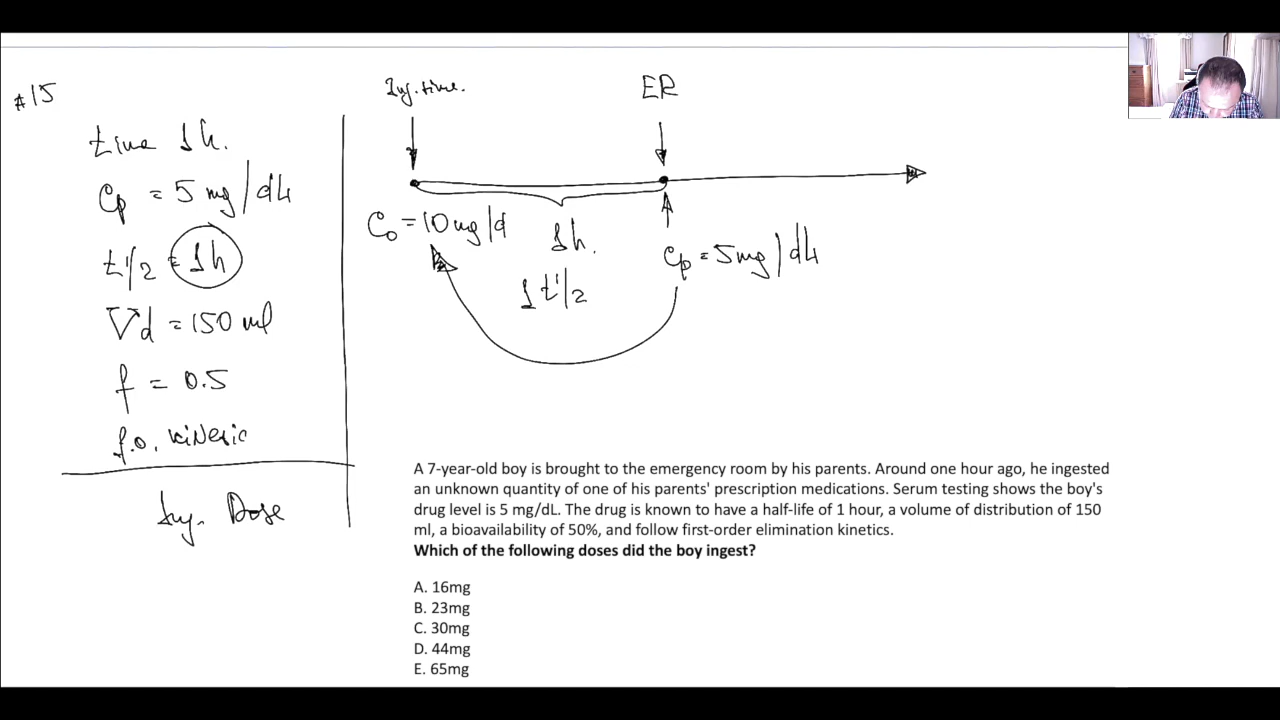 #15
time 1h.
Cp = 5 mg/dL
t1/2 = 1h
Vd = 150 ml
f = 0.5
f.o. kinetic
Ing. Dose
Ing. time.
ER
C0 = 10 mg/d
1h.
1 t1/2
Cp = 5mg/dL
A 7-year-old boy is brought to the emergency room by his parents. Around one hour ago, he ingested
an unknown quantity of one of his parents' prescription medications. Serum testing shows the boy's
drug level is 5 mg/dL. The drug is known to have a half-life of 1 hour, a volume of distribution of 150
ml, a bioavailability of 50%, and follow first-order elimination kinetics.
Which of the following doses did the boy ingest?
A. 16mg
B. 23mg
C. 30mg
D. 44mg
E. 65mg